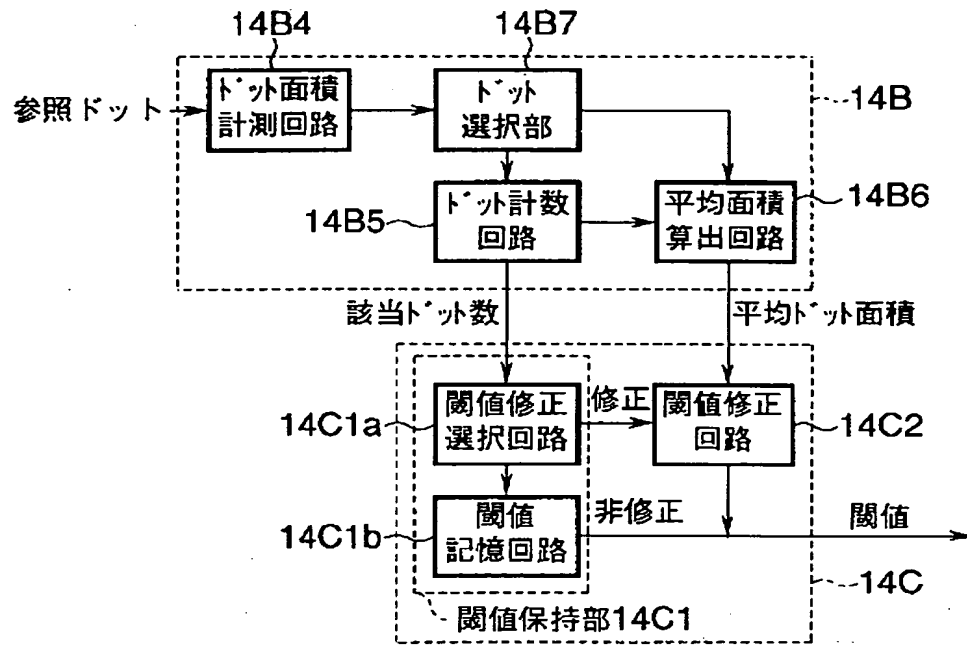 14B4
14B7
14B
参照ドット
ドット面積
計測回路
ドット
選択部
14B5
ドット計数
回路
平均面積
算出回路
14B6
該当ドット数
平均ドット面積
14C1a
閾値修正
選択回路
修正
閾値修正
回路
14C2
14C1b
閾値
記憶回路
非修正
閾値
14C
閾値保持部14C1